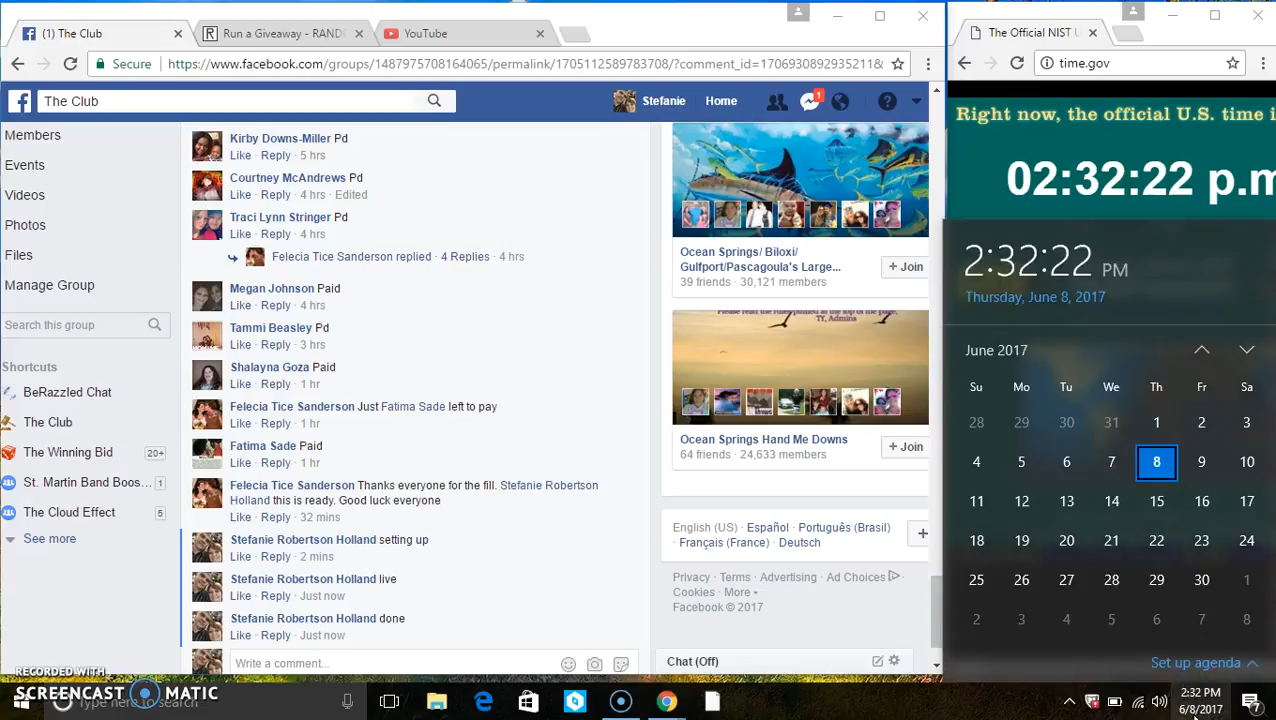 (1) The Club
Run a Giveaway - RAND
YouTube
Secure
https://www.facebook.com/groups/1487975708164065/permalink/1705112589783708/?comment_id=1706930892935211&
The Club
Stefanie
Home
1
Members
Events
Videos
Photos
Files
Manage Group
Search this group
Shortcuts
BeRazzled Chat
The Club
The Winning Bid 20+
St. Martin Band Boos... 1
The Cloud Effect 5
See more
Kirby Downs-Miller Pd
Like · Reply · 5 hrs
Courtney McAndrews Pd
Like · Reply · 4 hrs · Edited
Traci Lynn Stringer Pd
Like · Reply · 4 hrs
Felecia Tice Sanderson replied · 4 Replies · 4 hrs
Megan Johnson Paid
Like · Reply · 4 hrs
Tammi Beasley Pd
Like · Reply · 3 hrs
Shalayna Goza Paid
Like · Reply · 1 hr
Felecia Tice Sanderson Just Fatima Sade left to pay
Like · Reply · 1 hr
Fatima Sade Paid
Like · Reply · 1 hr
Felecia Tice Sanderson Thanks everyone for the fill. Stefanie Robertson
Holland this is ready. Good luck everyone
Like · Reply · 32 mins
Stefanie Robertson Holland setting up
Like · Reply · 2 mins
Stefanie Robertson Holland live
Like · Reply · Just now
Stefanie Robertson Holland done
Like · Reply · Just now
Write a comment...
Ocean Springs/ Biloxi/
Gulfport/Pascagoula's Large...
39 friends · 30,121 members
+ Join
Please read the Rules pinned at the top of the page,
TY, Admins
Ocean Springs Hand Me Downs
64 friends · 24,633 members
+ Join
English (US) · Español · Português (Brasil) ·
Français (France) · Deutsch
Privacy · Terms · Advertising · Ad Choices ·
Cookies · More
Facebook © 2017
Chat (Off)
The Official NIST U
time.gov
Right now, the official U.S. time i
02:32:22 p.m
2:32:22 PM
Thursday, June 8, 2017
June 2017
Su Mo Tu We Th Fr Sa
28 29 30 31 1 2 3
4 5 6 7 8 9 10
11 12 13 14 15 16 17
18 19 20 21 22 23 24
25 26 27 28 29 30 1
2 3 4 5 6 7 8
Set up agenda
RECORDED WITH
SCREENCAST MATIC
Type here to search
2:32 PM
6/8/2017
7